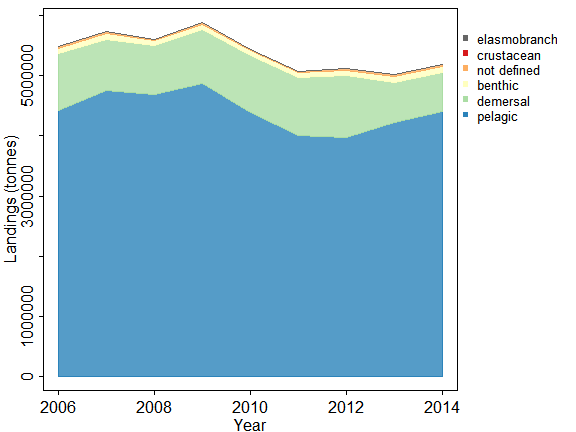 elasmobranch
crustacean
not defined
benthic
demersal
pelagic
Landings (tonnes)
5000000
3000000
1000000
0
2006 2008 2010 2012 2014
Year